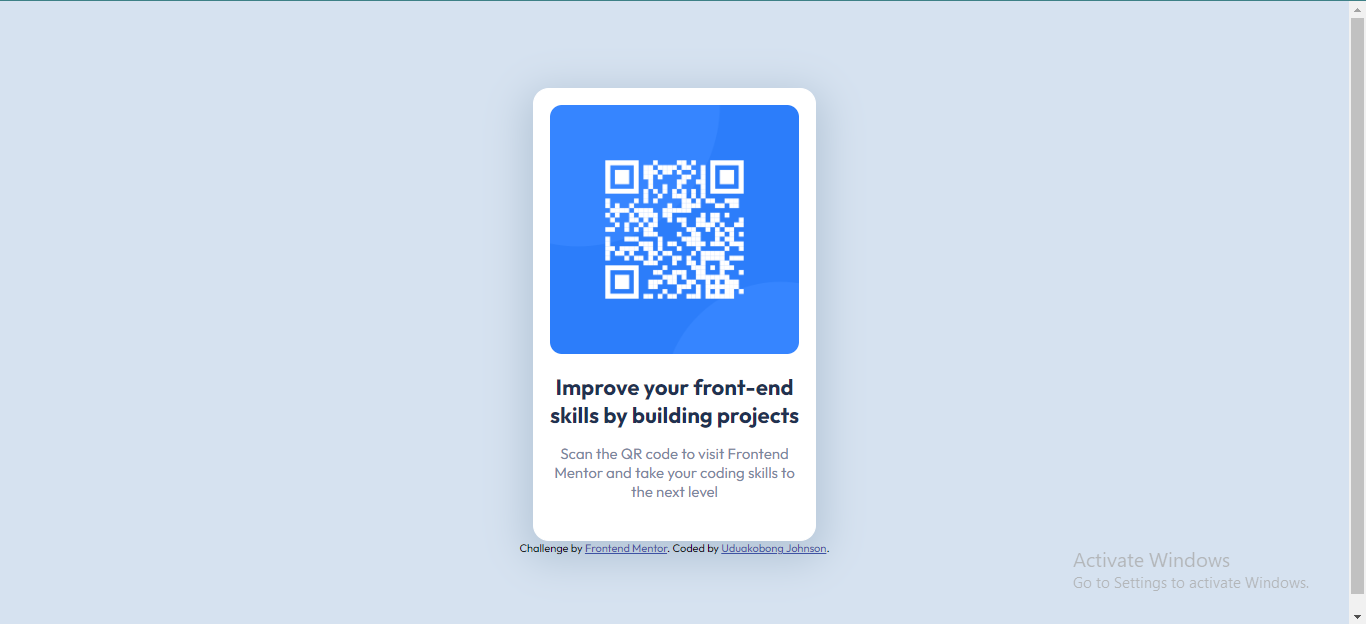 Improve your front-end
skills by building projects
Scan the QR code to visit Frontend
Mentor and take your coding skills to
the next level
Challenge by Frontend Mentor. Coded by Uduakobong Johnson.
Activate Windows
Go to Settings to activate Windows.